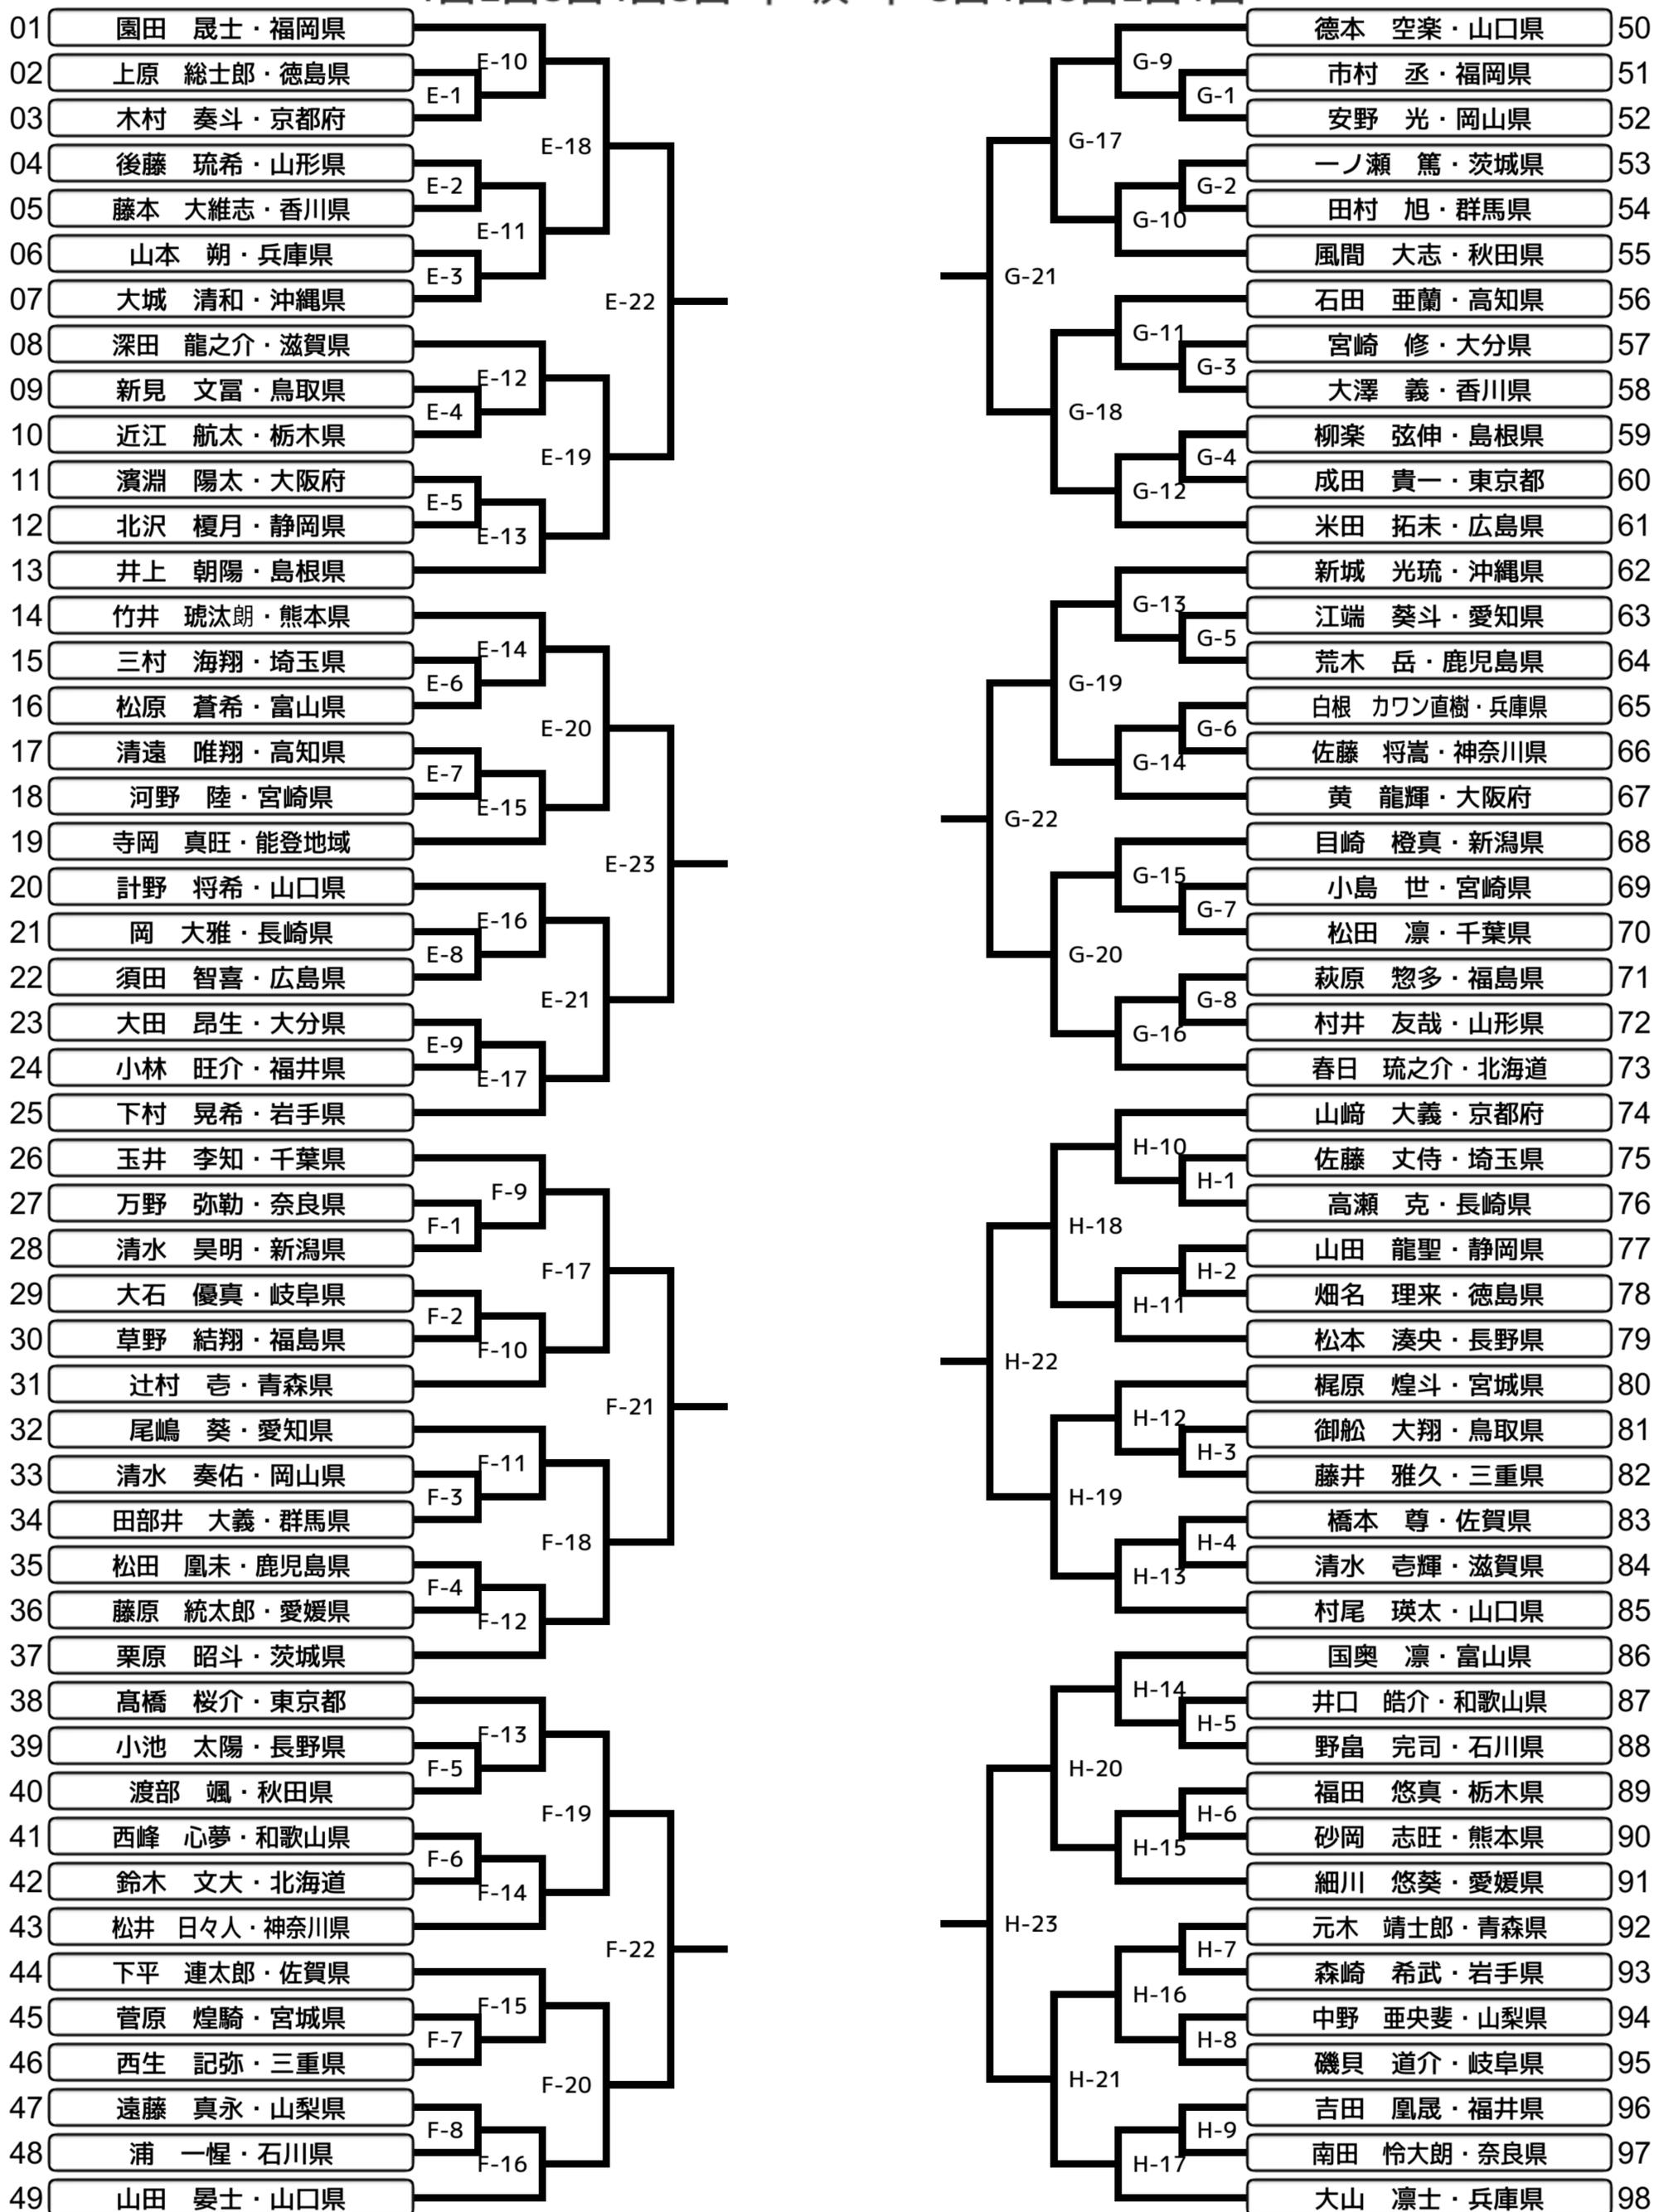 01 園田　晟士・福岡県
02 上原　総士郎・徳島県
03 木村　奏斗・京都府
04 後藤　琉希・山形県
05 藤本　大維志・香川県
06 山本　朔・兵庫県
07 大城　清和・沖縄県
08 深田　龍之介・滋賀県
09 新見　文冨・鳥取県
10 近江　航太・栃木県
11 濱淵　陽太・大阪府
12 北沢　榎月・静岡県
13 井上　朝陽・島根県
14 竹井　琥汰朗・熊本県
15 三村　海翔・埼玉県
16 松原　蒼希・富山県
17 清遠　唯翔・高知県
18 河野　陸・宮崎県
19 寺岡　真旺・能登地域
20 計野　将希・山口県
21 岡　大雅・長崎県
22 須田　智喜・広島県
23 大田　昂生・大分県
24 小林　旺介・福井県
25 下村　晃希・岩手県
26 玉井　李知・千葉県
27 万野　弥勒・奈良県
28 清水　昊明・新潟県
29 大石　優真・岐阜県
30 草野　結翔・福島県
31 辻村　壱・青森県
32 尾嶋　葵・愛知県
33 清水　奏佑・岡山県
34 田部井　大義・群馬県
35 松田　凰未・鹿児島県
36 藤原　統太郎・愛媛県
37 栗原　昭斗・茨城県
38 髙橋　桜介・東京都
39 小池　太陽・長野県
40 渡部　颯・秋田県
41 西峰　心夢・和歌山県
42 鈴木　文大・北海道
43 松井　日々人・神奈川県
44 下平　連太郎・佐賀県
45 菅原　煌騎・宮城県
46 西生　記弥・三重県
47 遠藤　真永・山梨県
48 浦　一惺・石川県
49 山田　晏士・山口県
E-10
E-1
E-18
E-2
E-11
E-3
E-22
E-12
E-4
E-19
E-5
E-13
E-14
E-6
E-20
E-7
E-15
E-23
E-16
E-8
E-21
E-9
E-17
F-9
F-1
F-17
F-2
F-10
F-21
F-11
F-3
F-18
F-4
F-12
F-13
F-5
F-19
F-6
F-14
F-22
F-15
F-7
F-20
F-8
F-16
G-9
G-1
G-17
G-2
G-10
G-21
G-11
G-3
G-18
G-4
G-12
G-13
G-5
G-19
G-6
G-14
G-22
G-15
G-7
G-20
G-8
G-16
H-10
H-1
H-18
H-2
H-11
H-22
H-12
H-3
H-19
H-4
H-13
H-14
H-5
H-20
H-6
H-15
H-23
H-7
H-16
H-8
H-21
H-9
H-17
德本　空楽・山口県 50
市村　丞・福岡県 51
安野　光・岡山県 52
一ノ瀬　篤・茨城県 53
田村　旭・群馬県 54
風間　大志・秋田県 55
石田　亜蘭・高知県 56
宮崎　修・大分県 57
大澤　義・香川県 58
柳楽　弦伸・島根県 59
成田　貴一・東京都 60
米田　拓未・広島県 61
新城　光琉・沖縄県 62
江端　葵斗・愛知県 63
荒木　岳・鹿児島県 64
白根　カワン直樹・兵庫県 65
佐藤　将嵩・神奈川県 66
黄　龍輝・大阪府 67
目崎　橙真・新潟県 68
小島　世・宮崎県 69
松田　凛・千葉県 70
萩原　惣多・福島県 71
村井　友哉・山形県 72
春日　琉之介・北海道 73
山﨑　大義・京都府 74
佐藤　丈侍・埼玉県 75
高瀬　克・長崎県 76
山田　龍聖・静岡県 77
畑名　理来・徳島県 78
松本　湊央・長野県 79
梶原　煌斗・宮城県 80
御舩　大翔・鳥取県 81
藤井　雅久・三重県 82
橋本　尊・佐賀県 83
清水　壱輝・滋賀県 84
村尾　瑛太・山口県 85
国奥　凛・富山県 86
井口　皓介・和歌山県 87
野畠　完司・石川県 88
福田　悠真・栃木県 89
砂岡　志旺・熊本県 90
細川　悠葵・愛媛県 91
元木　靖士郎・青森県 92
森崎　希武・岩手県 93
中野　亜央斐・山梨県 94
磯貝　道介・岐阜県 95
吉田　凰晟・福井県 96
南田　怜大朗・奈良県 97
大山　凛士・兵庫県 98